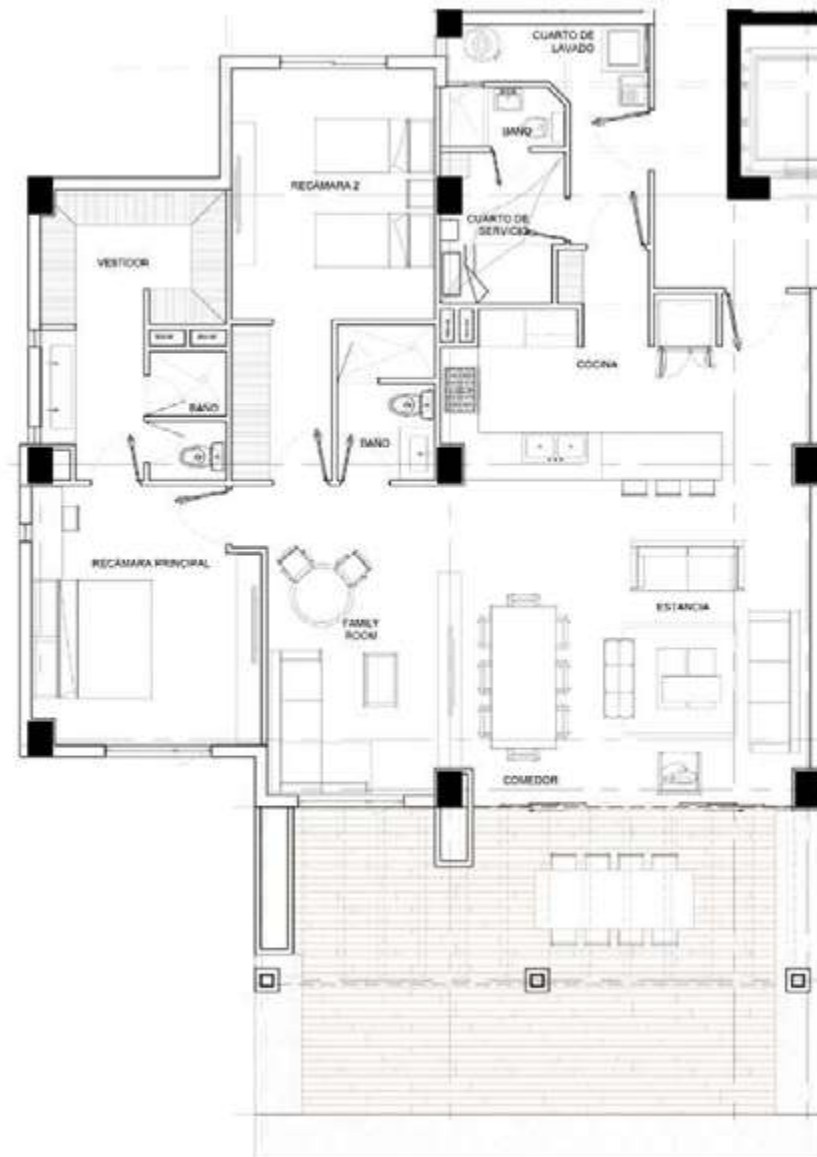 CUARTO DE
LAVADO
BAÑO
RECÁMARA 2
CUARTO DE
SERVICIO
VESTIDOR
COCINA
BAÑO
BAÑO
RECÁMARA PRINCIPAL
FAMILY
ROOM
ESTANCIA
COMEDOR